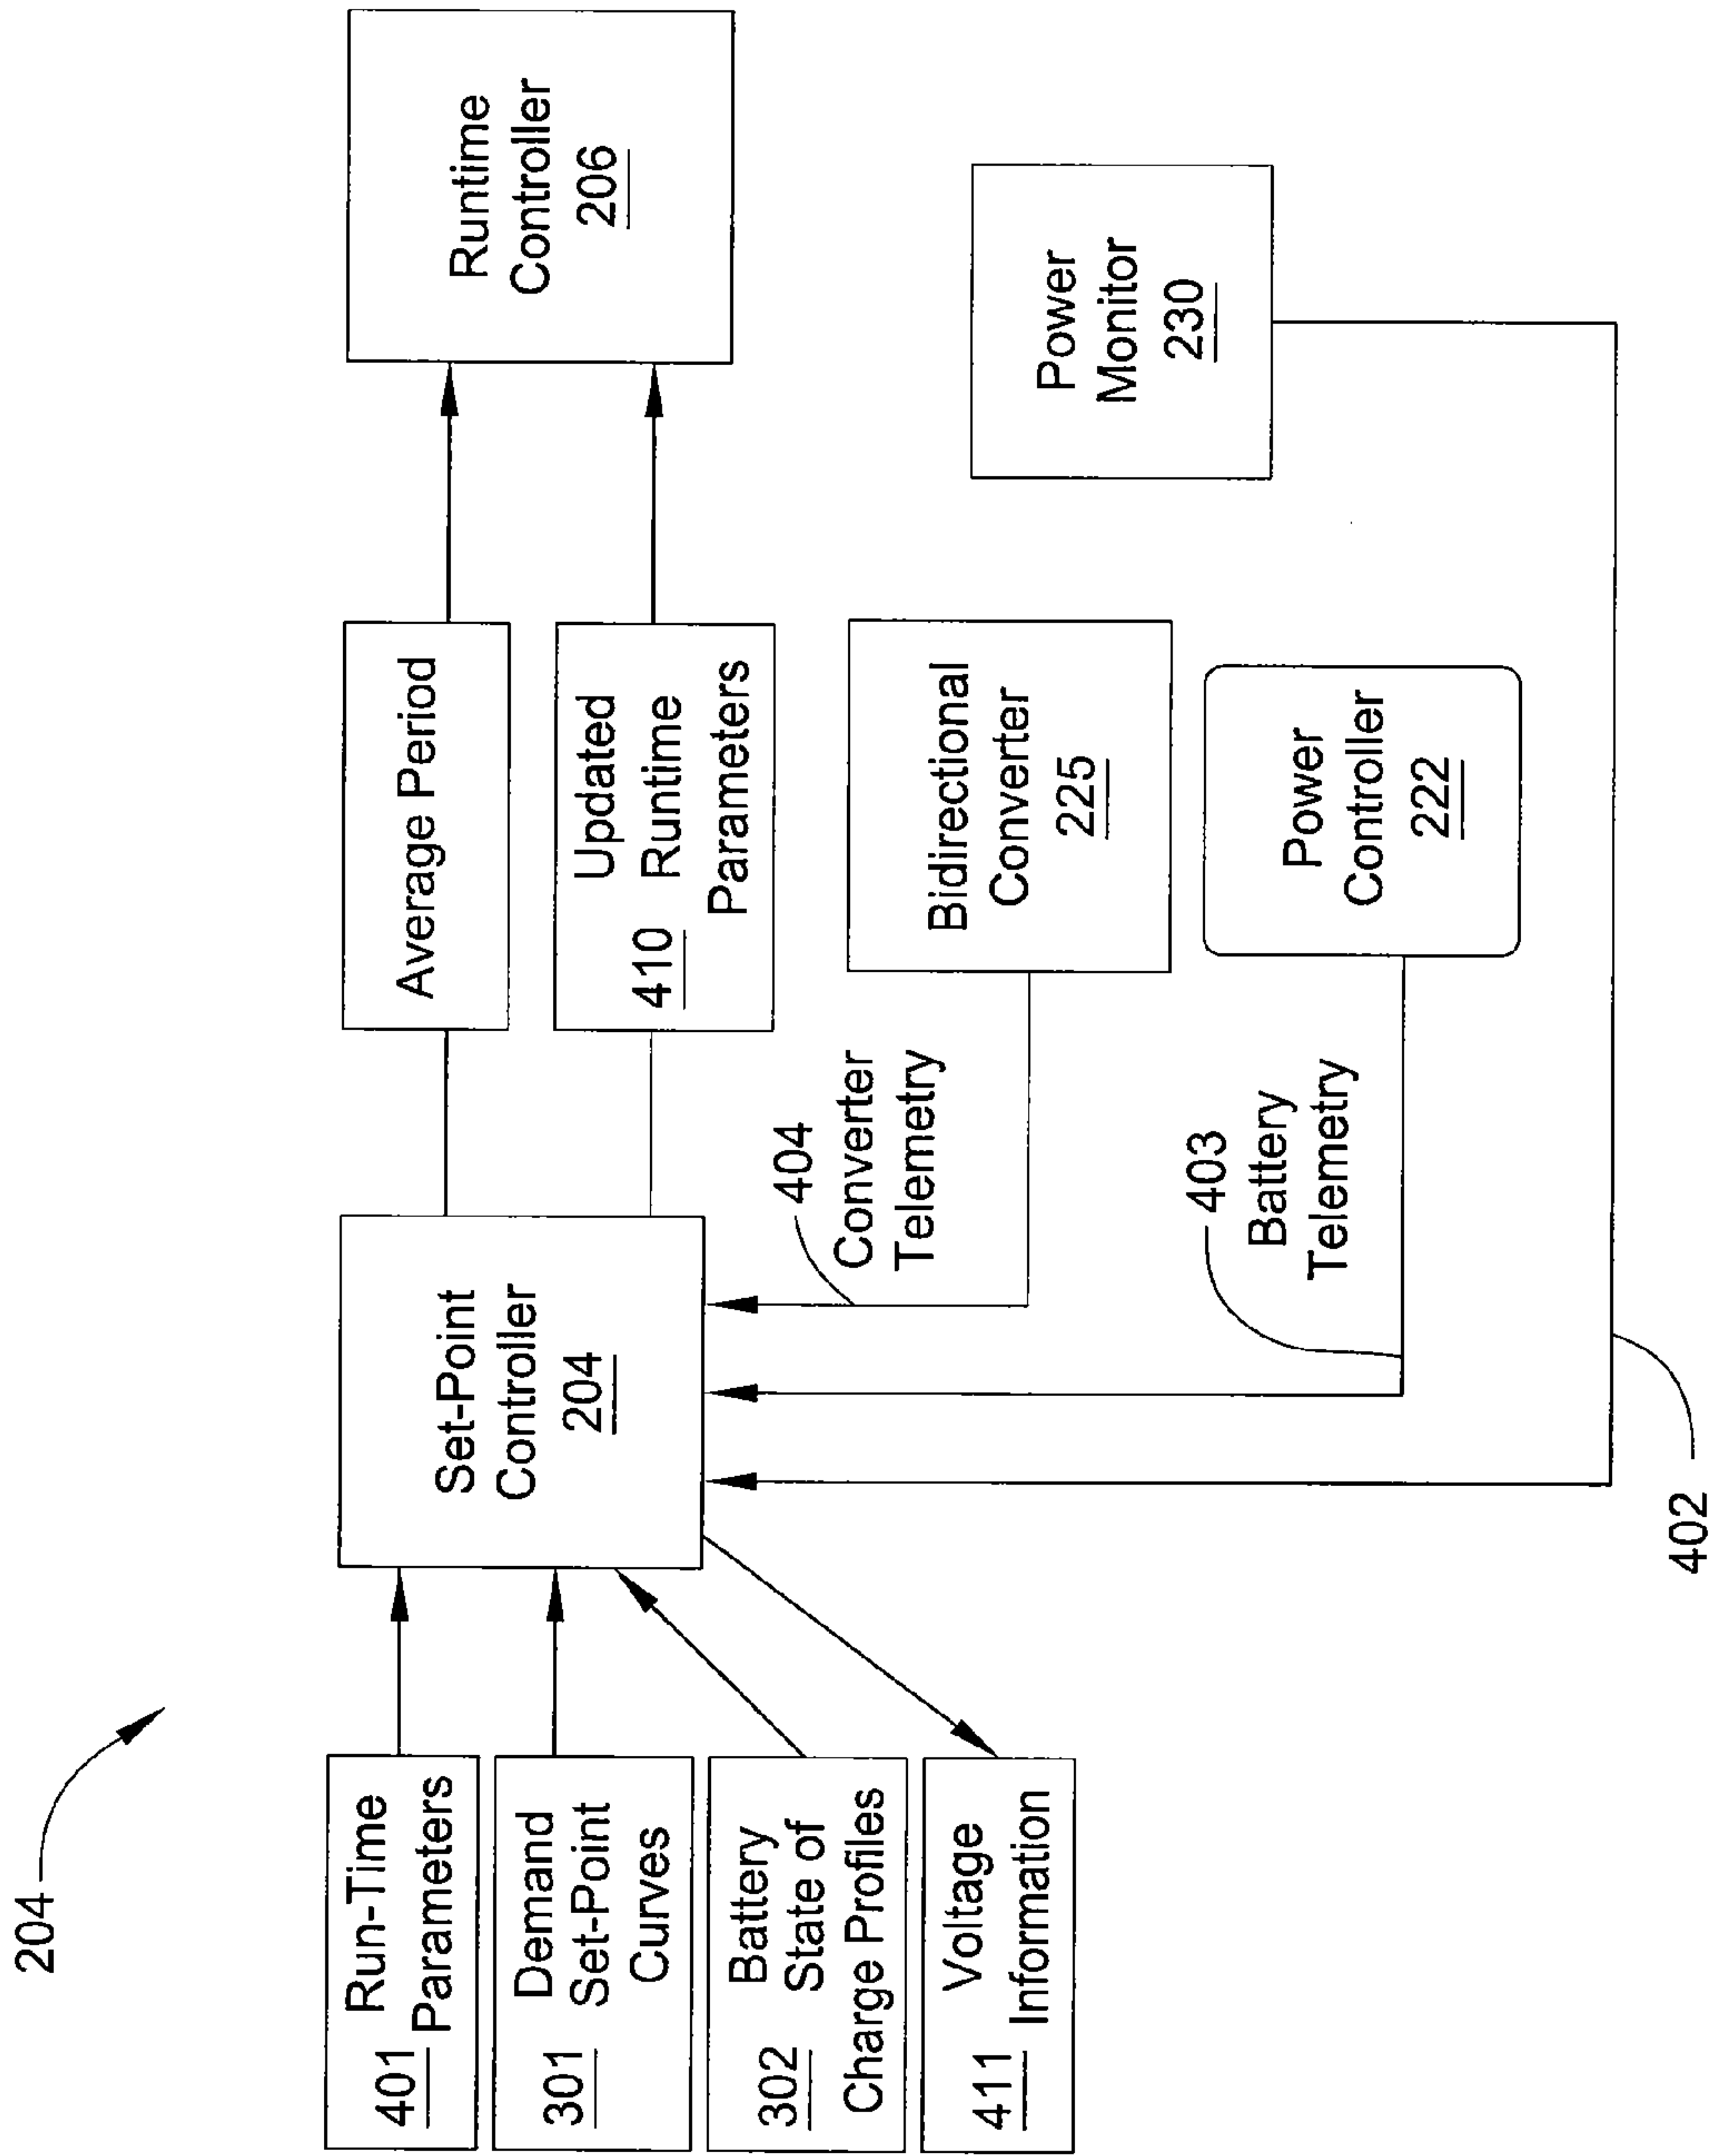 204
401
Run-Time
Parameters
301
Demand
Set-Point
Curves
302
Battery
State of
Charge Profiles
411
Voltage
Information
Set-Point
Controller
204
Average Period
410
Updated
Runtime
Parameters
Runtime
Controller
206
404
Converter
Telemetry
Bidirectional
Converter
225
403
Battery
Telemetry
Power
Controller
222
Power
Monitor
230
402